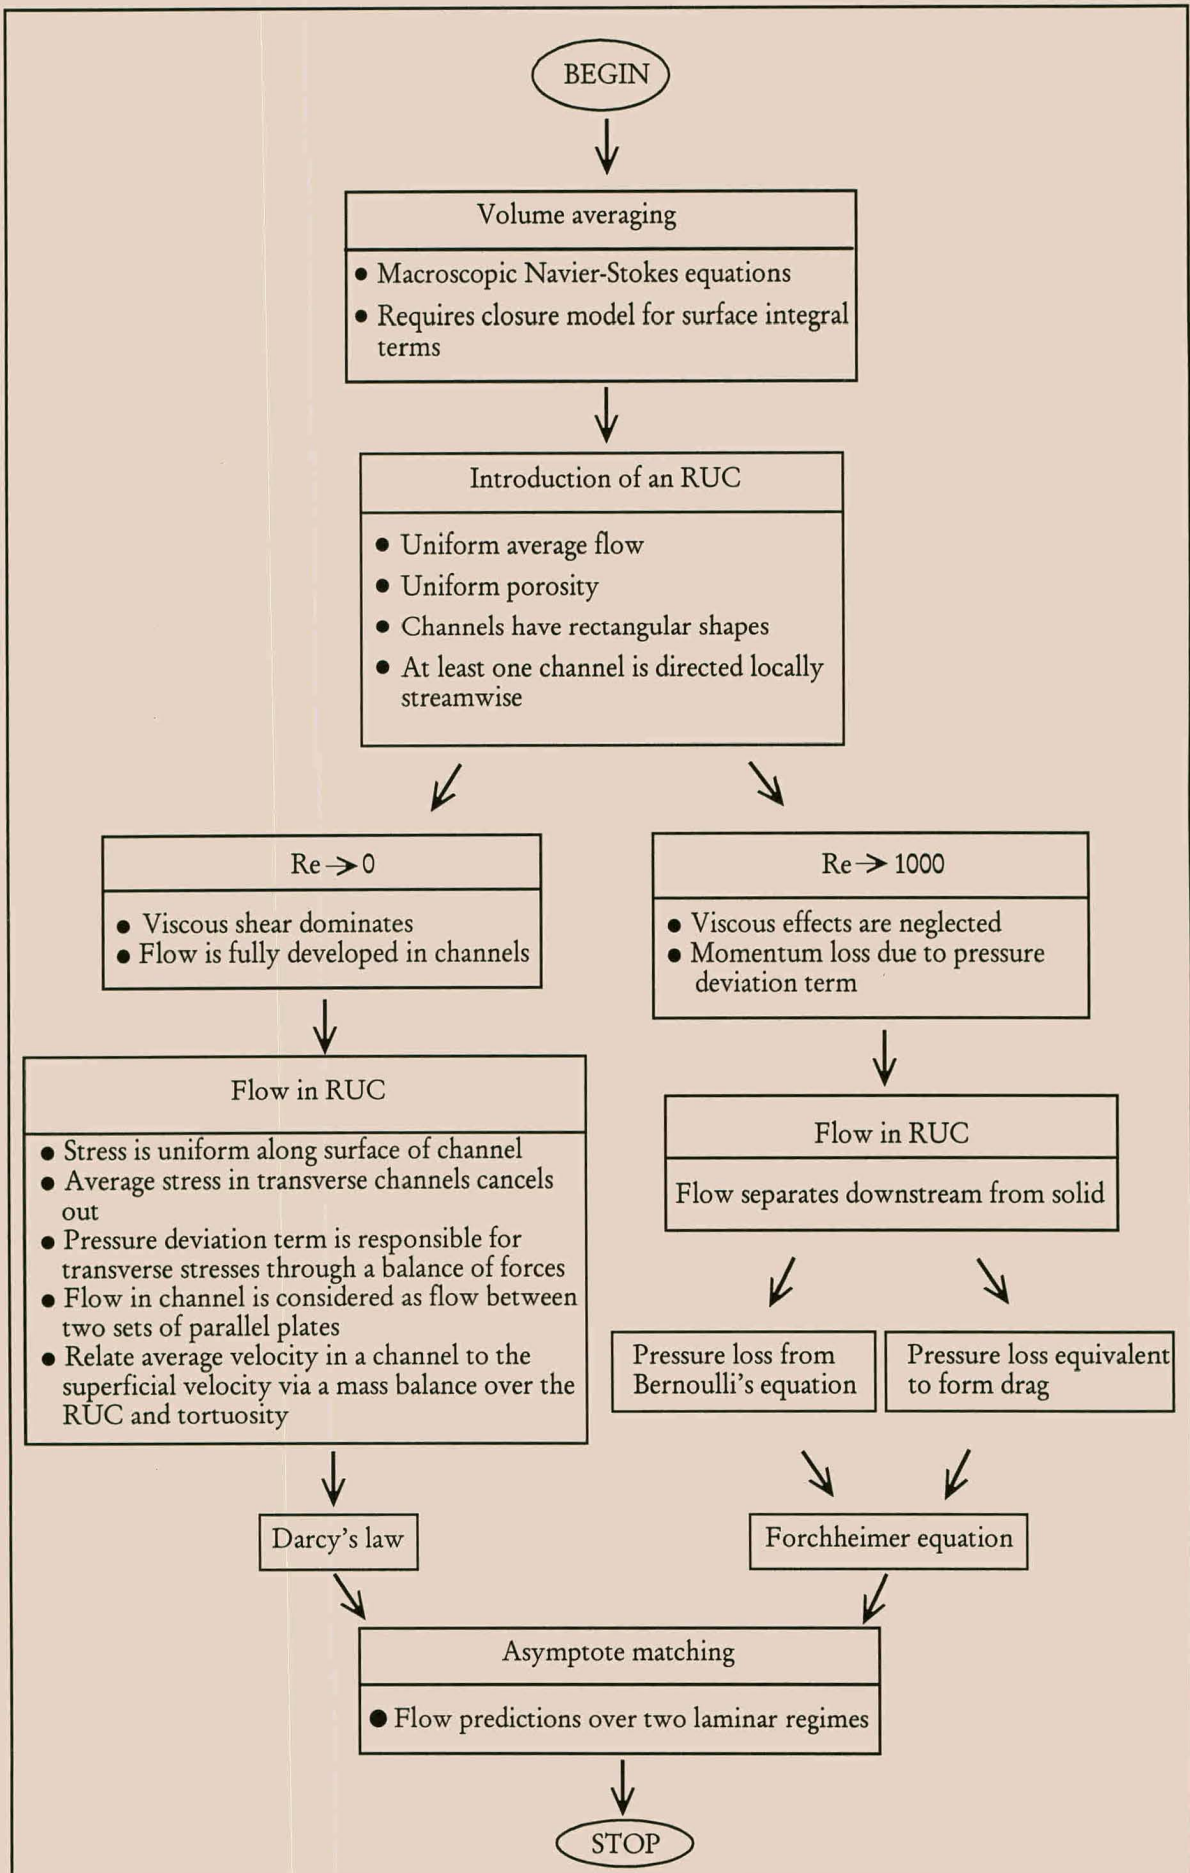 BEGIN
Volume averaging
● Macroscopic Navier-Stokes equations
● Requires closure model for surface integral
terms
Introduction of an RUC
● Uniform average flow
● Uniform porosity
● Channels have rectangular shapes
● At least one channel is directed locally
streamwise
Re→0
● Viscous shear dominates
● Flow is fully developed in channels
Re→ 1000
● Viscous effects are neglected
● Momentum loss due to pressure
deviation term
Flow in RUC
● Stress is uniform along surface of channel
● Average stress in transverse channels cancels
out
● Pressure deviation term is responsible for
transverse stresses through a balance of forces
● Flow in channel is considered as flow between
two sets of parallel plates
● Relate average velocity in a channel to the
superficial velocity via a mass balance over the
RUC and tortuosity
Flow in RUC
Flow separates downstream from solid
Pressure loss from
Bernoulli's equation
Pressure loss equivalent
to form drag
Darcy's law
Forchheimer equation
Asymptote matching
● Flow predictions over two laminar regimes
STOP